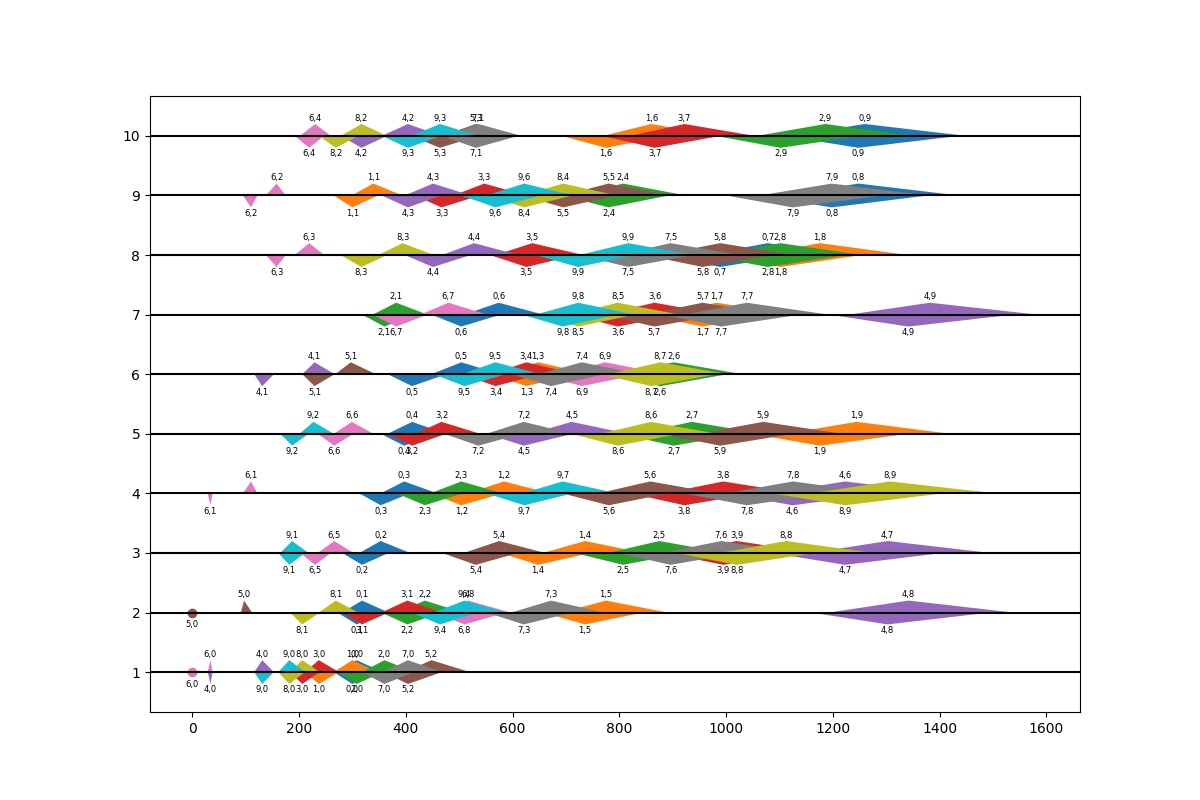 6,4 8,2 4,2 9,3 1,6 3,7 2,9 0,9
10
6,4 8,2 4,2 9,3 5,3 7,1 1,6 3,7 2,9 0,9
6,2 1,1 4,3 3,3 9,6 8,4 5,5 2,4 7,9 0,8
9
6,2 1,1 4,3 3,3 9,6 8,4 5,5 2,4 7,9 0,8
6,3 8,3 4,4 3,5 9,9 7,5 5,8 0,7 2,8 1,8
8
6,3 8,3 4,4 3,5 9,9 7,5 5,8 0,7 2,8 1,8
2,1 6,7 0,6 9,8 8,5 3,6 5,7 1,7 7,7 4,9
7
2,1 6,7 0,6 9,8 8,5 3,6 5,7 1,7 7,7 4,9
4,1 5,1 0,5 9,5 3,4 1,3 7,4 6,9 8,7 2,6
6
4,1 5,1 0,5 9,5 3,4 1,3 7,4 6,9 8,7 2,6
9,2 6,6 0,4 3,2 7,2 4,5 8,6 2,7 5,9 1,9
5
9,2 6,6 0,4 3,2 7,2 4,5 8,6 2,7 5,9 1,9
6,1 0,3 2,3 1,2 9,7 5,6 3,8 7,8 4,6 8,9
4
6,1 0,3 2,3 1,2 9,7 5,6 3,8 7,8 4,6 8,9
9,1 6,5 0,2 5,4 1,4 2,5 7,6 3,9 8,8 4,7
3
9,1 6,5 0,2 5,4 1,4 2,5 7,6 3,9 8,8 4,7
5,0 8,1 0,1 3,1 2,2 9,4 6,8 7,3 1,5 4,8
2
5,0 8,1 0,1 3,1 2,2 9,4 6,8 7,3 1,5 4,8
6,0 4,0 9,0 8,0 3,0 1,0 0,0 2,0 7,0 5,2
1
6,0 4,0 9,0 8,0 3,0 1,0 0,0 2,0 7,0 5,2
0 200 400 600 800 1000 1200 1400 1600